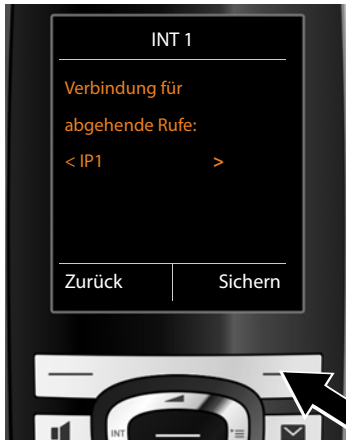 INT 1
Verbindung für
abgehende Rufe:
< IP1 >
Zurück Sichern
INT